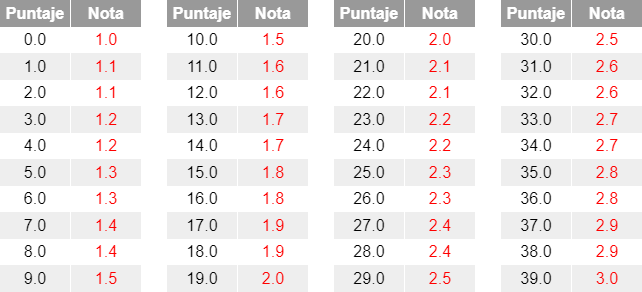 Puntaje Nota Puntaje Nota Puntaje Nota Puntaje Nota
0.0 1.0 10.0 1.5 20.0 2.0 30.0 2.5
1.0 1.1 11.0 1.6 21.0 2.1 31.0 2.6
2.0 1.1 12.0 1.6 22.0 2.1 32.0 2.6
3.0 1.2 13.0 1.7 23.0 2.2 33.0 2.7
4.0 1.2 14.0 1.7 24.0 2.2 34.0 2.7
5.0 1.3 15.0 1.8 25.0 2.3 35.0 2.8
6.0 1.3 16.0 1.8 26.0 2.3 36.0 2.8
7.0 1.4 17.0 1.9 27.0 2.4 37.0 2.9
8.0 1.4 18.0 1.9 28.0 2.4 38.0 2.9
9.0 1.5 19.0 2.0 29.0 2.5 39.0 3.0